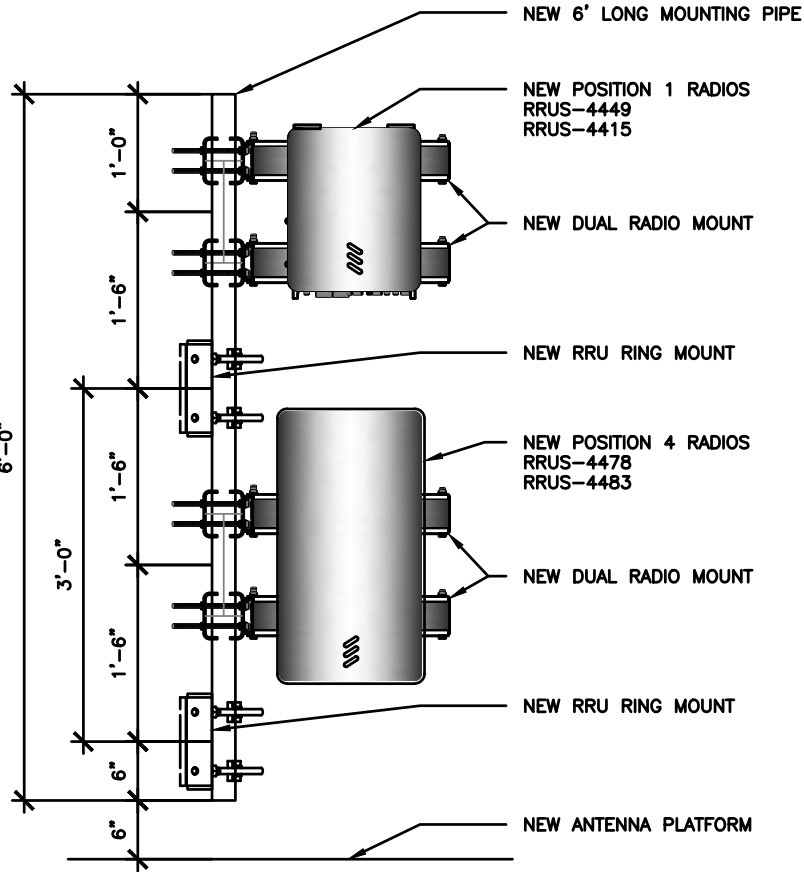 NEW 6' LONG MOUNTING PIPE
NEW POSITION 1 RADIOS
RRUS-4449
RRUS-4415
1'-0"
NEW DUAL RADIO MOUNT
1'-6"
NEW RRU RING MOUNT
6'-0"
NEW POSITION 4 RADIOS
RRUS-4478
RRUS-4483
1'-6"
3'-0"
NEW DUAL RADIO MOUNT
1'-6"
NEW RRU RING MOUNT
6"
6"
NEW ANTENNA PLATFORM